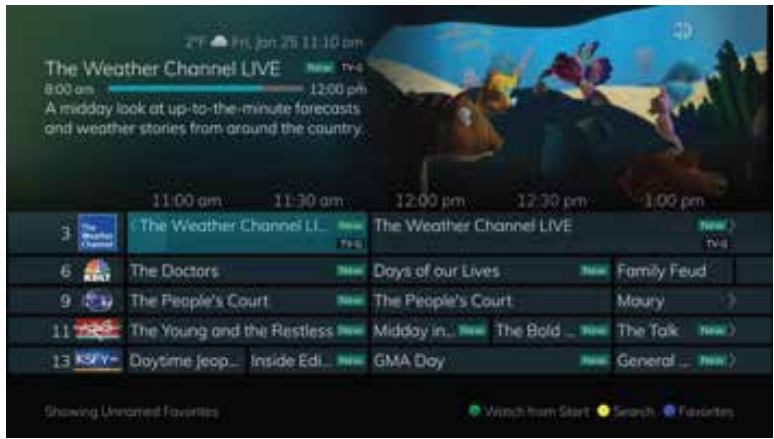 2°F Fri, Jan 25 11:10 am
The Weather Channel LIVE New TV-G
8:00 am 12:00 pm
A midday look at up-to-the-minute forecasts
and weather stories from around the country.
11:00 am 11:30 am 12:00 pm 12:30 pm 1:00 pm
3 The Weather Channel The Weather Channel LI... New TV-G The Weather Channel LIVE New TV-G
6 KDLT The Doctors New Days of our Lives New Family Feud
9 The People's Court The People's Court Maury
11 The Young and the Restless New Midday in... New The Bold ... New The Talk New
13 KSFY Daytime Jeop... Inside Edi... New GMA Day New General ... New
Showing Unnamed Favorites Watch from Start Search Favorites